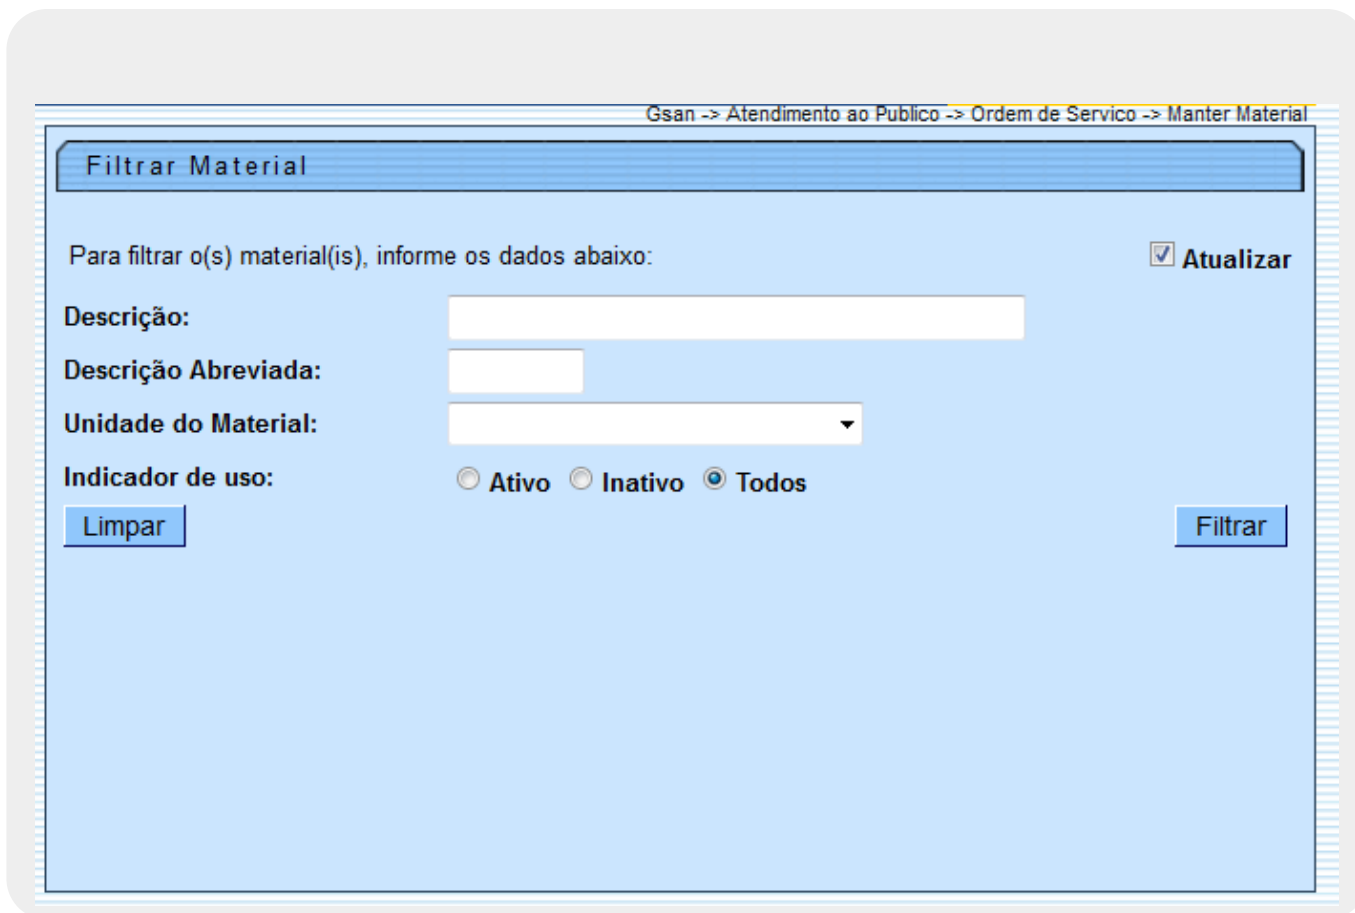 Gsan -> Atendimento ao Publico -> Ordem de Servico -> Manter Material
Filtrar Material
Para filtrar o(s) material(is), informe os dados abaixo: Atualizar
Descrição:
Descrição Abreviada:
Unidade do Material:
Indicador de uso: Ativo Inativo Todos
Limpar Filtrar